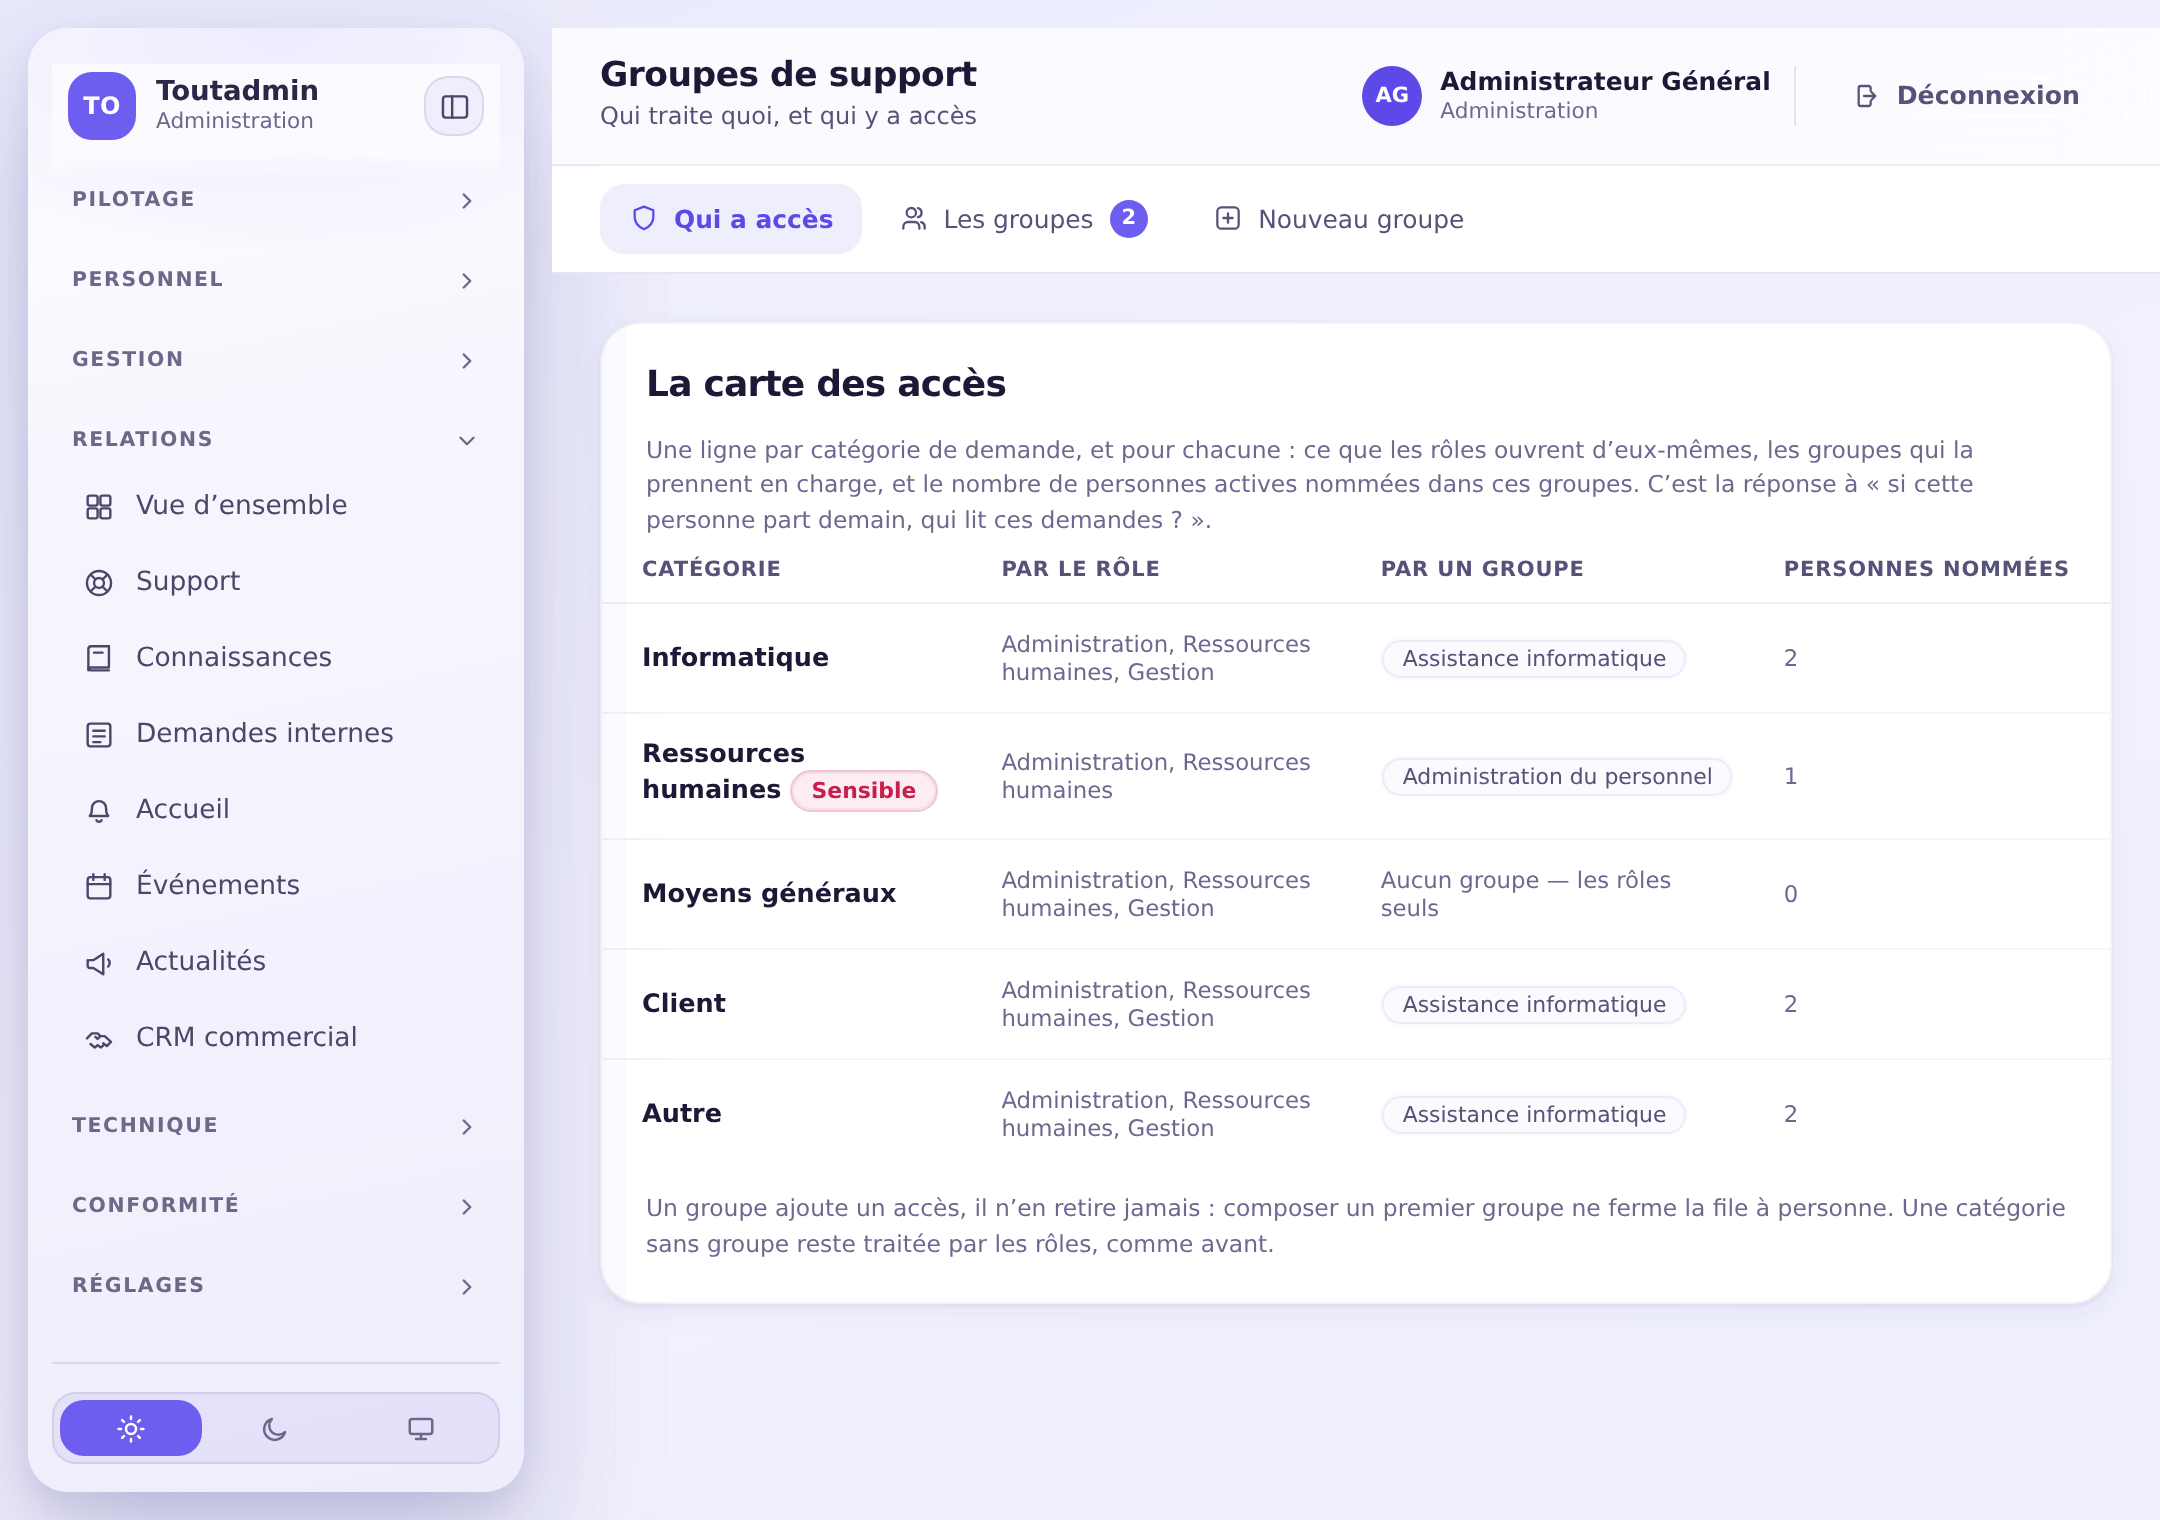 TO
Toutadmin
Administration
PILOTAGE
PERSONNEL
GESTION
RELATIONS
Vue d’ensemble
Support
Connaissances
Demandes internes
Accueil
Événements
Actualités
CRM commercial
TECHNIQUE
CONFORMITÉ
RÉGLAGES
Groupes de support
Qui traite quoi, et qui y a accès
AG
Administrateur Général
Administration
Déconnexion
Qui a accès
Les groupes 2
Nouveau groupe
La carte des accès
Une ligne par catégorie de demande, et pour chacune : ce que les rôles ouvrent d’eux-mêmes, les groupes qui la
prennent en charge, et le nombre de personnes actives nommées dans ces groupes. C’est la réponse à « si cette
personne part demain, qui lit ces demandes ? ».
CATÉGORIE PAR LE RÔLE PAR UN GROUPE PERSONNES NOMMÉES
Informatique
Administration, Ressources
humaines, Gestion
Assistance informatique
2
Ressources
humaines Sensible
Administration, Ressources
humaines
Administration du personnel
1
Moyens généraux
Administration, Ressources
humaines, Gestion
Aucun groupe — les rôles
seuls
0
Client
Administration, Ressources
humaines, Gestion
Assistance informatique
2
Autre
Administration, Ressources
humaines, Gestion
Assistance informatique
2
Un groupe ajoute un accès, il n’en retire jamais : composer un premier groupe ne ferme la file à personne. Une catégorie
sans groupe reste traitée par les rôles, comme avant.